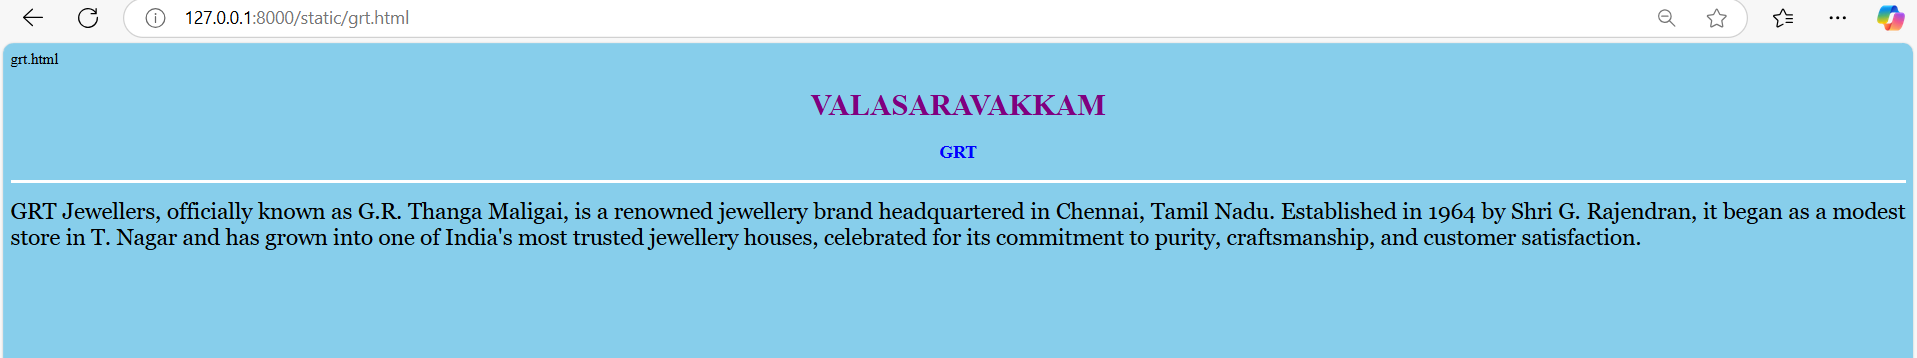 127.0.0.1:8000/static/grt.html
grt.html
VALASARAVAKKAM
GRT
GRT Jewellers, officially known as G.R. Thanga Maligai, is a renowned jewellery brand headquartered in Chennai, Tamil Nadu. Established in 1964 by Shri G. Rajendran, it began as a modest
store in T. Nagar and has grown into one of India's most trusted jewellery houses, celebrated for its commitment to purity, craftsmanship, and customer satisfaction.